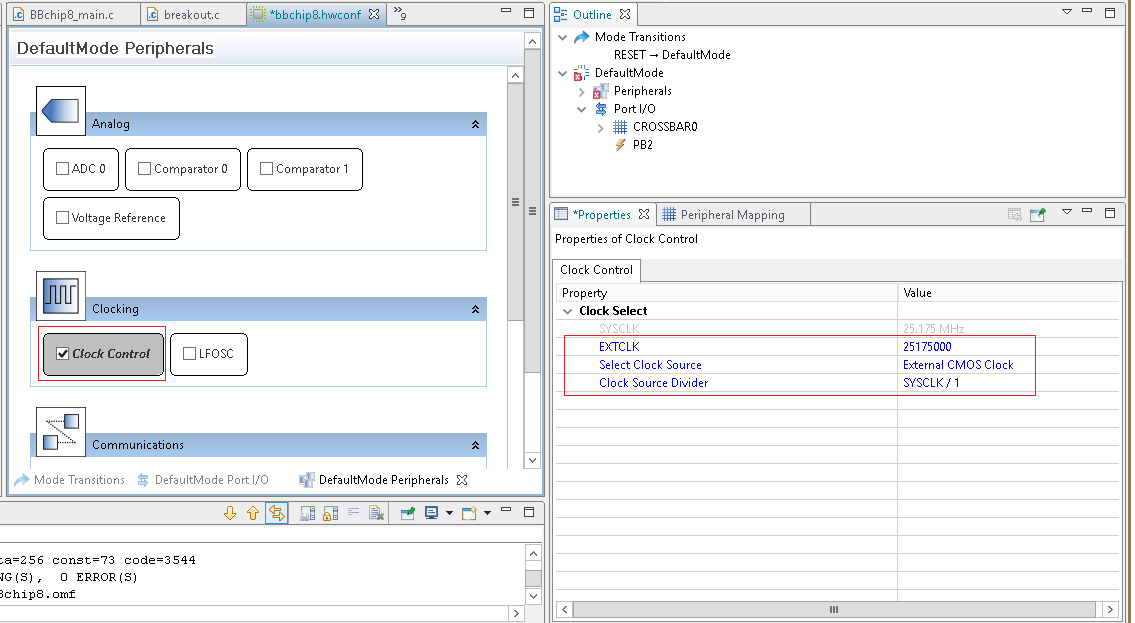 BBchip8_main.c
breakout.c
*bbchip8.hwconf
»9
DefaultMode Peripherals
Analog
ADC 0
Comparator 0
Comparator 1
Voltage Reference
Clocking
Clock Control
LFOSC
Communications
Mode Transitions
DefaultMode Port I/O
DefaultMode Peripherals
ta=256 const=73 code=3544
NG(S), 0 ERROR(S)
Bchip8.omf
Outline
Mode Transitions
RESET → DefaultMode
DefaultMode
Peripherals
Port I/O
CROSSBAR0
PB2
*Properties
Peripheral Mapping
Properties of Clock Control
Clock Control
Property Value
Clock Select
SYSCLK 25.175 MHz
EXTCLK 25175000
Select Clock Source External CMOS Clock
Clock Source Divider SYSCLK / 1